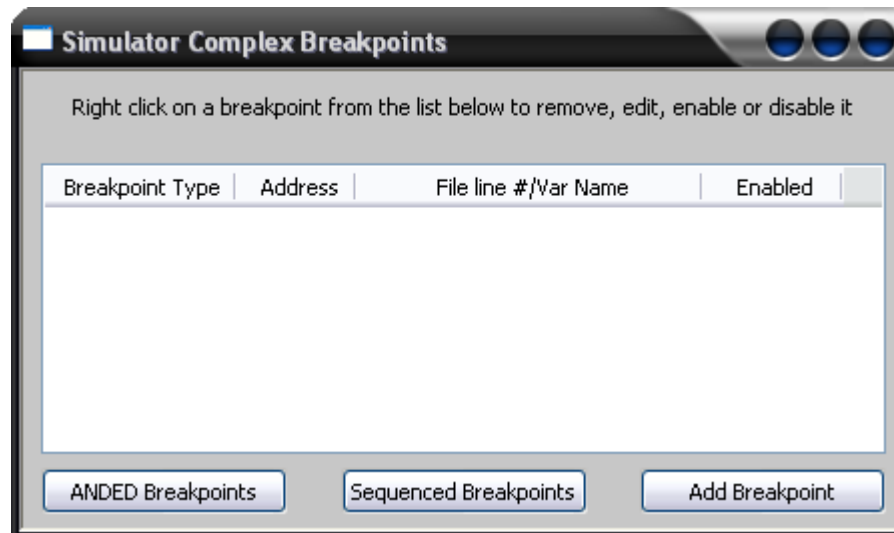 Simulator Complex Breakpoints
Right click on a breakpoint from the list below to remove, edit, enable or disable it
Breakpoint Type Address File line #/Var Name Enabled
ANDED Breakpoints Sequenced Breakpoints Add Breakpoint